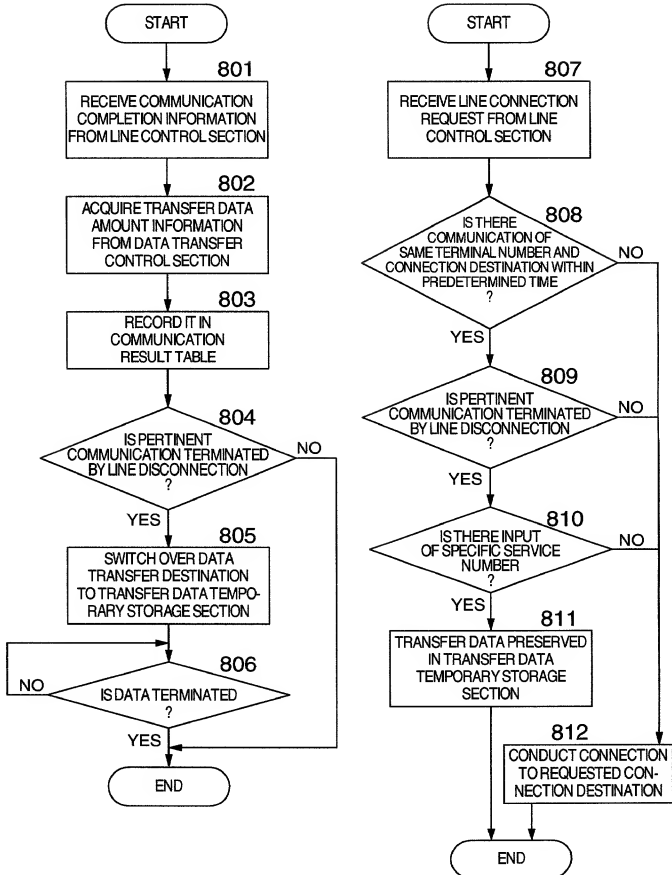 START
801
RECEIVE COMMUNICATION
COMPLETION INFORMATION
FROM LINE CONTROL SECTION
802
ACQUIRE TRANSFER DATA
AMOUNT INFORMATION
FROM DATA TRANSFER
CONTROL SECTION
803
RECORD IT IN
COMMUNICATION
RESULT TABLE
804
IS PERTINENT
COMMUNICATION TERMINATED
BY LINE DISCONNECTION
?
NO
YES
805
SWITCH OVER DATA
TRANSFER DESTINATION
TO TRANSFER DATA TEMPO-
RARY STORAGE SECTION
806
IS DATA TERMINATED
?
NO
YES
END
START
807
RECEIVE LINE CONNECTION
REQUEST FROM LINE
CONTROL SECTION
808
IS THERE
COMMUNICATION OF
SAME TERMINAL NUMBER AND
CONNECTION DESTINATION WITHIN
PREDETERMINED TIME
?
NO
YES
809
IS PERTINENT
COMMUNICATION TERMINATED
BY LINE DISCONNECTION
?
NO
YES
810
IS THERE INPUT
OF SPECIFIC SERVICE
NUMBER
?
NO
YES
811
TRANSFER DATA PRESERVED
IN TRANSFER DATA
TEMPORARY STORAGE
SECTION
812
CONDUCT CONNECTION
TO REQUESTED CON-
NECTION DESTINATION
END